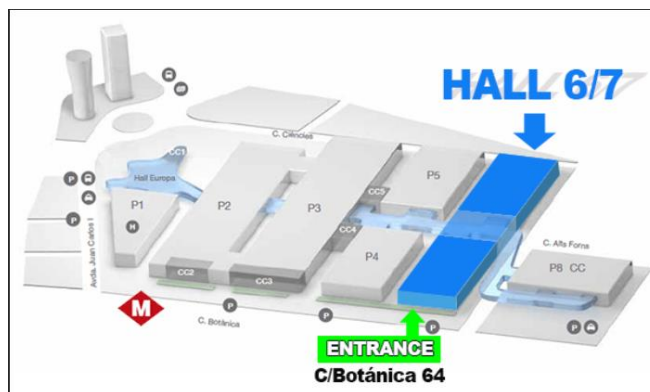 HALL 6/7
C. Ciències
CC1
Hall Europa
P
P1
H
P2
P3
CC5
P5
CC4
P4
CC2
CC3
Avda. Juan Carlos I
P
M
P
C. Botànica
P
P
C. Alfa Forns
P8 CC
P
ENTRANCE
C/Botánica 64